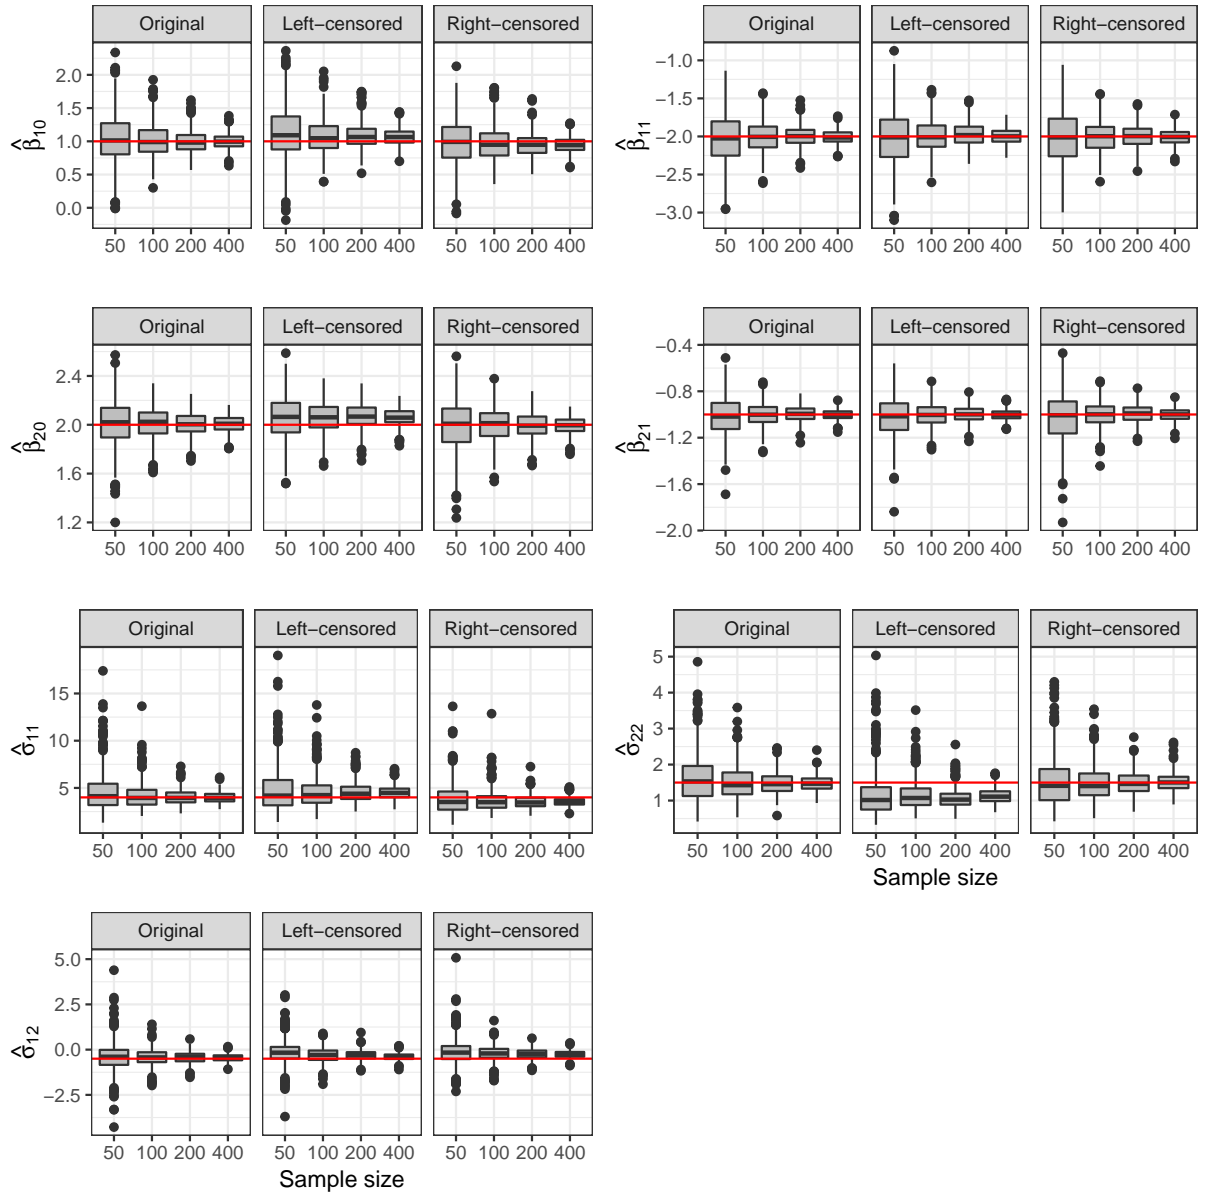 Original Left−censored Right−censored
β̂10
2.0
1.5
1.0
0.5
0.0
50 100 200 400 50 100 200 400 50 100 200 400
Original Left−censored Right−censored
β̂11
−1.0
−1.5
−2.0
−2.5
−3.0
50 100 200 400 50 100 200 400 50 100 200 400
Original Left−censored Right−censored
β̂20
2.4
2.0
1.6
1.2
50 100 200 400 50 100 200 400 50 100 200 400
Original Left−censored Right−censored
β̂21
−0.4
−0.8
−1.2
−1.6
−2.0
50 100 200 400 50 100 200 400 50 100 200 400
Original Left−censored Right−censored
σ̂11
15
10
5
50 100 200 400 50 100 200 400 50 100 200 400
Original Left−censored Right−censored
σ̂22
5
4
3
2
1
50 100 200 400 50 100 200 400 50 100 200 400
Sample size
Original Left−censored Right−censored
σ̂12
5.0
2.5
0.0
−2.5
50 100 200 400 50 100 200 400 50 100 200 400
Sample size